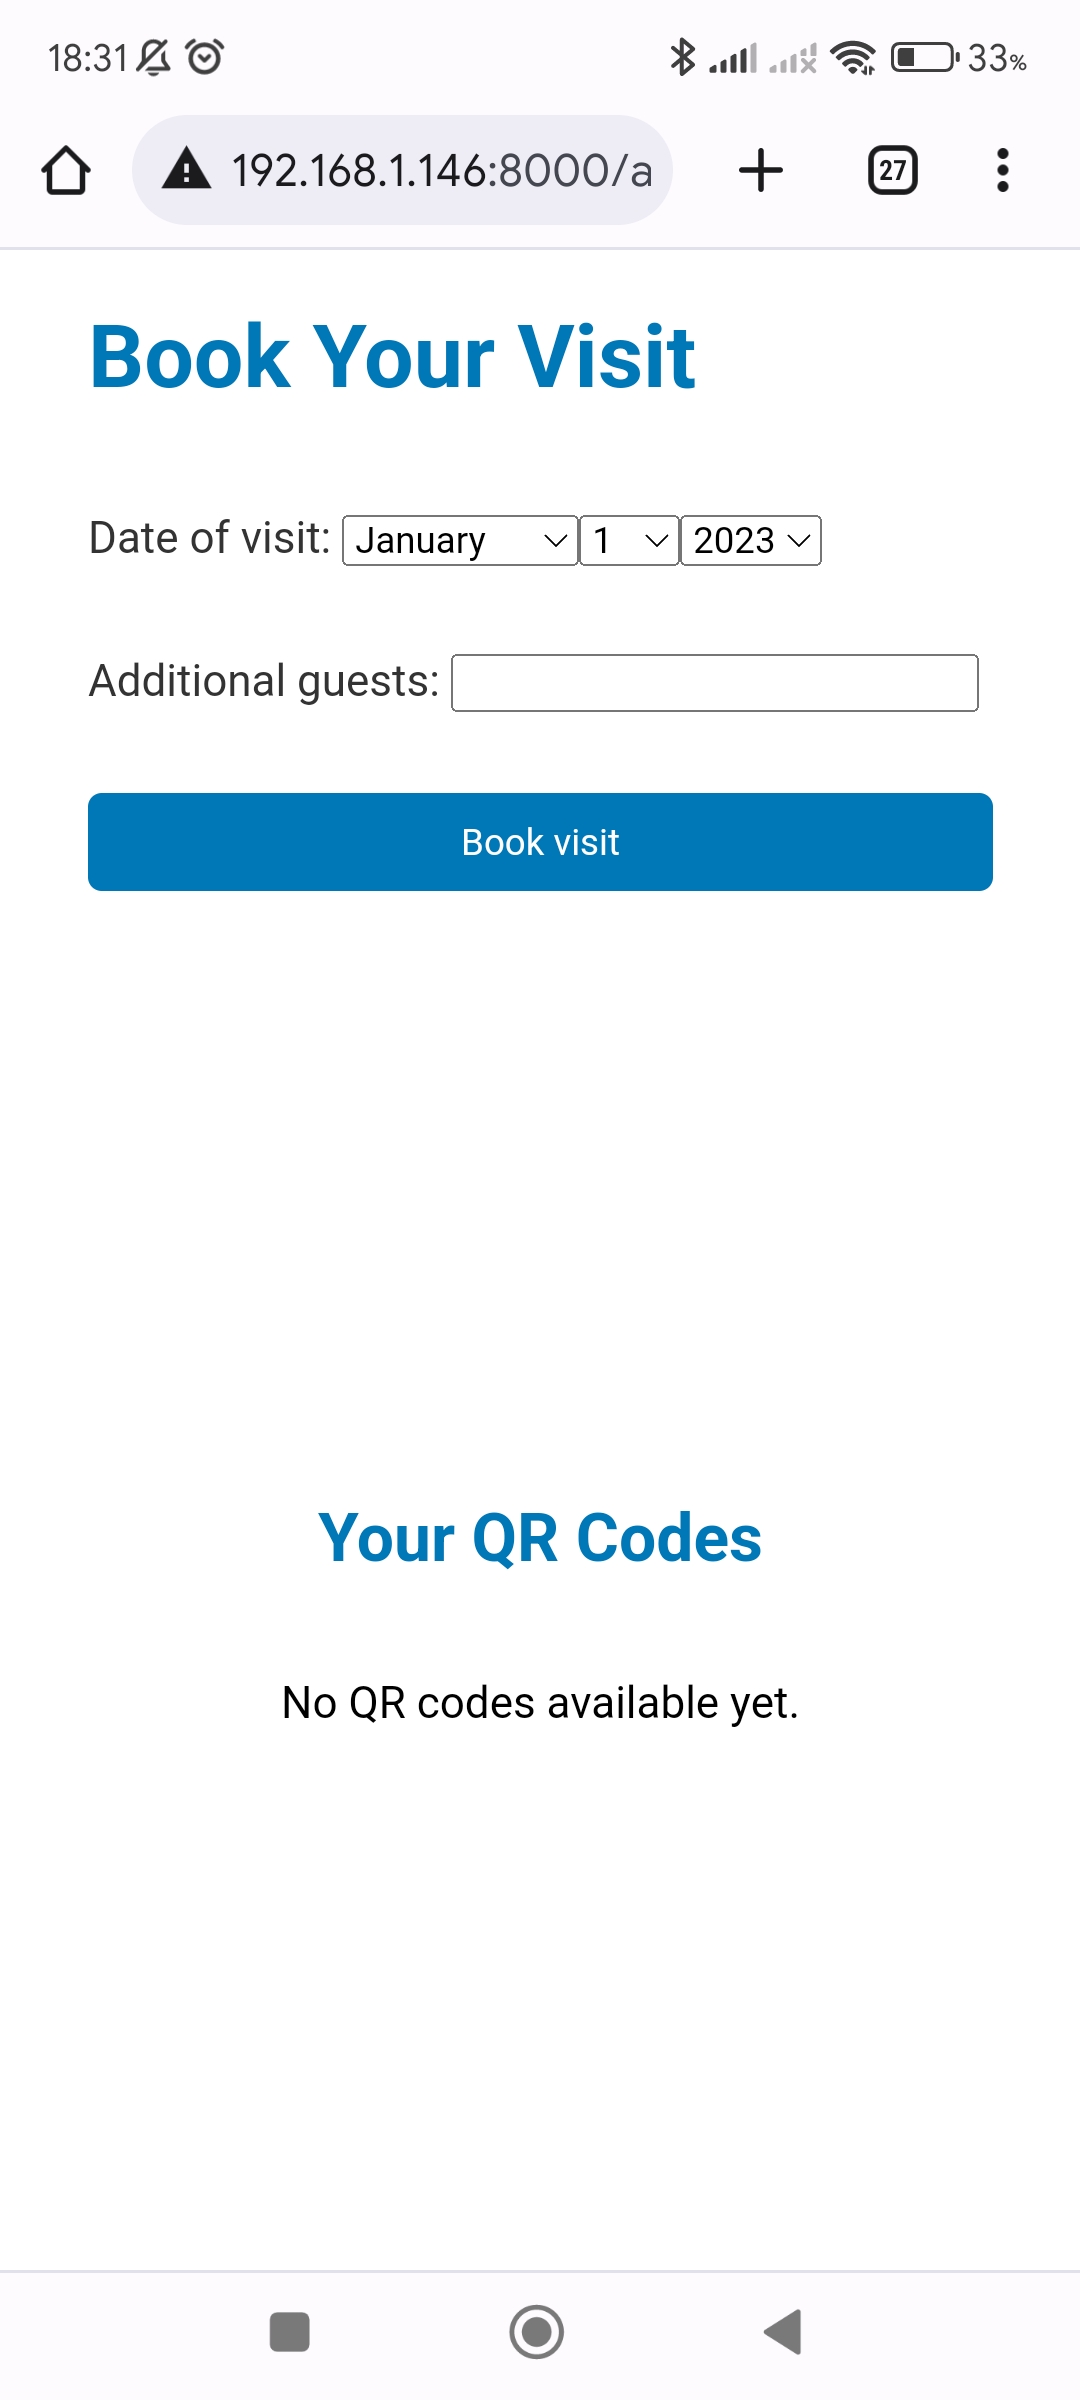 18:31 33%
192.168.1.146:8000/a 27
Book Your Visit
Date of visit: January 1 2023
Additional guests:
Book visit
Your QR Codes
No QR codes available yet.